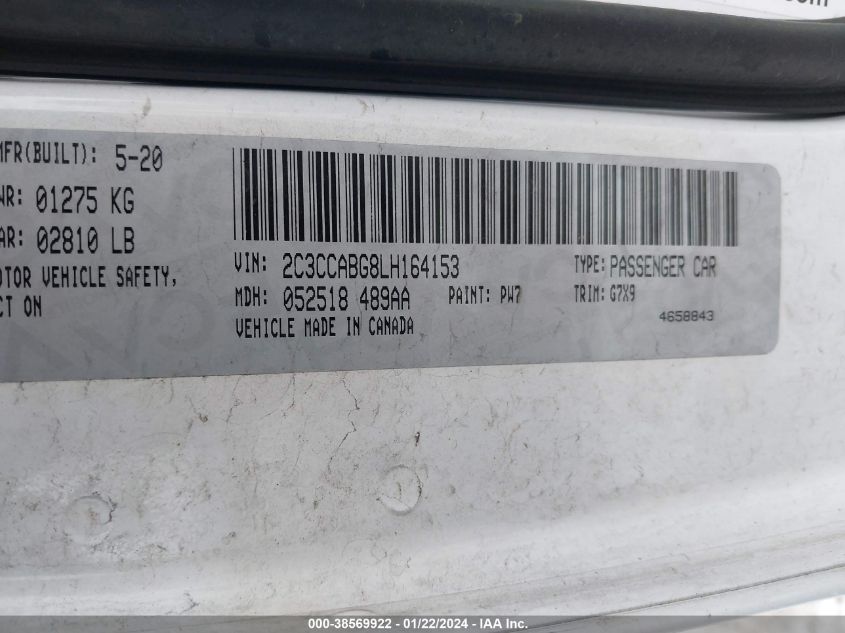 com
MFR(BUILT): 5-20
WR: 01275 KG
AR: 02810 LB
OTOR VEHICLE SAFETY,
CT ON
VIN: 2C3CCABG8LH164153 TYPE: PASSENGER CAR
MDH: 052518 489AA PAINT: PW7 TRIM: G7X9
VEHICLE MADE IN CANADA 4658843
000-38569922 - 01/22/2024 - IAA Inc.